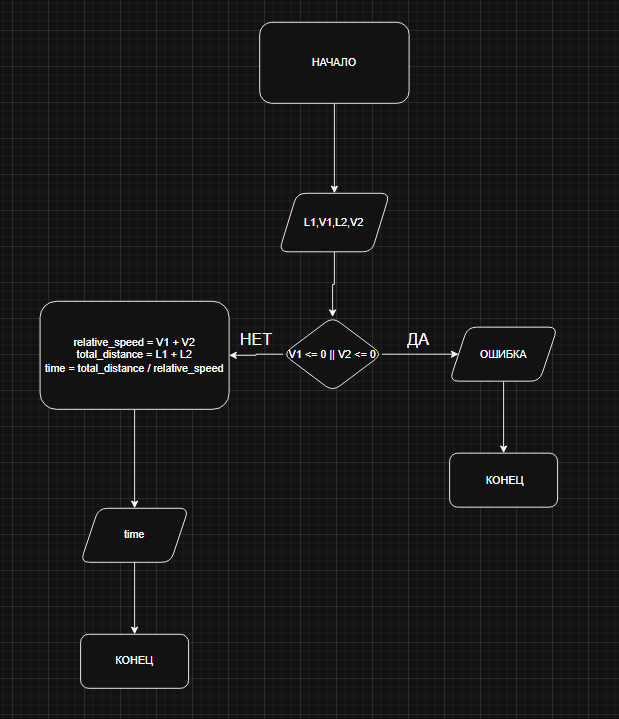 НАЧАЛО
L1,V1,L2,V2
V1 <= 0 || V2 <= 0
НЕТ
ДА
relative_speed = V1 + V2
total_distance = L1 + L2
time = total_distance / relative_speed
ОШИБКА
КОНЕЦ
time
КОНЕЦ